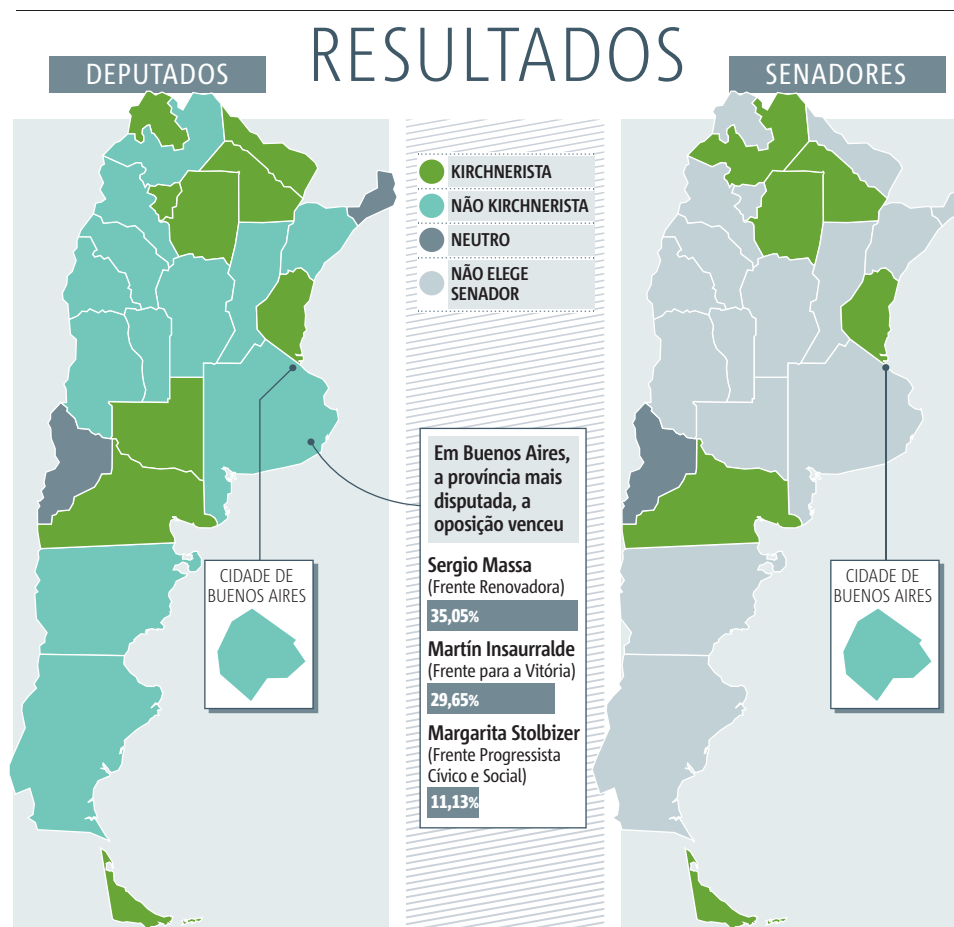 RESULTADOS
DEPUTADOS
SENADORES
KIRCHNERISTA
NÃO KIRCHNERISTA
NEUTRO
NÃO ELEGE
SENADOR
Em Buenos Aires,
a província mais
disputada, a
oposição venceu
Sergio Massa
(Frente Renovadora)
35,05%
Martín Insaurralde
(Frente para a Vitória)
29,65%
Margarita Stolbizer
(Frente Progressista
Cívico e Social)
11,13%
CIDADE DE
BUENOS AIRES
CIDADE DE
BUENOS AIRES